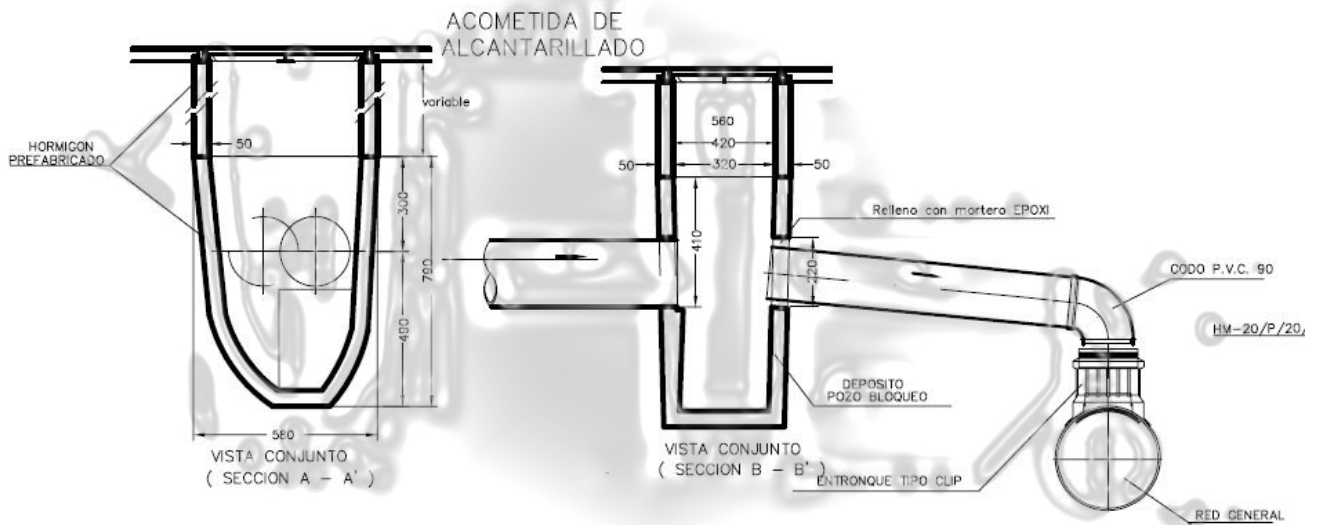 ACOMETIDA DE
ALCANTARILLADO
variable
HORMIGON
PREFABRICADO
50
300
790
490
580
VISTA CONJUNTO
( SECCION A - A' )
560
420
50
320
50
410
220
Relleno con mortero EPOXI
CODO P.V.C. 90
HM-20/P/20/
DEPOSITO
POZO BLOQUEO
VISTA CONJUNTO
( SECCION B - B' )
ENTRONQUE TIPO CLIP
RED GENERAL